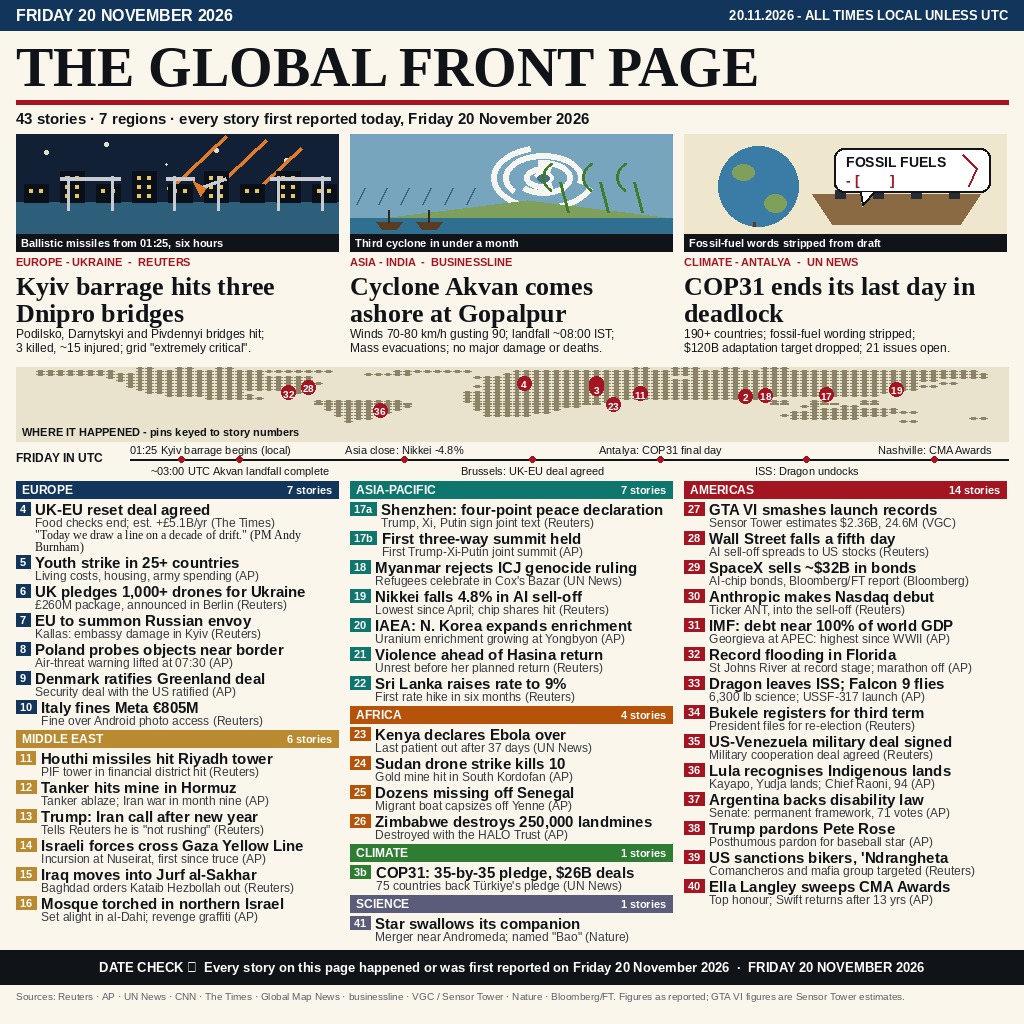 FRIDAY 20 NOVEMBER 2026
20.11.2026 - ALL TIMES LOCAL UNLESS UTC
THE GLOBAL FRONT PAGE
43 stories · 7 regions · every story first reported today, Friday 20 November 2026
Ballistic missiles from 01:25, six hours
EUROPE - UKRAINE - REUTERS
Kyiv barrage hits three
Dnipro bridges
Podilsko, Darnytskyi and Pivdennyi bridges hit;
3 killed, ~15 injured; grid "extremely critical".
Third cyclone in under a month
ASIA - INDIA - BUSINESSLINE
Cyclone Akvan comes
ashore at Gopalpur
Winds 70-80 km/h gusting 90; landfall ~08:00 IST;
Mass evacuations; no major damage or deaths.
FOSSIL FUELS
- [ ]
Fossil-fuel words stripped from draft
CLIMATE - ANTALYA - UN NEWS
COP31 ends its last day in
deadlock
190+ countries; fossil-fuel wording stripped;
$120B adaptation target dropped; 21 issues open.
32
28
36
4
3
23
11
2
18
17
19
WHERE IT HAPPENED - pins keyed to story numbers
FRIDAY IN UTC
01:25 Kyiv barrage begins (local)
Asia close: Nikkei -4.8%
Antalya: COP31 final day
Nashville: CMA Awards
~03:00 UTC Akvan landfall complete
Brussels: UK-EU deal agreed
ISS: Dragon undocks
EUROPE 7 stories
4 UK-EU reset deal agreed
Food checks end; est. +£5.1B/yr (The Times)
"Today we draw a line on a decade of drift." (PM Andy
Burnham)
5 Youth strike in 25+ countries
Living costs, housing, army spending (AP)
6 UK pledges 1,000+ drones for Ukraine
£260M package, announced in Berlin (Reuters)
7 EU to summon Russian envoy
Kallas: embassy damage in Kyiv (Reuters)
8 Poland probes objects near border
Air-threat warning lifted at 07:30 (AP)
9 Denmark ratifies Greenland deal
Security deal with the US ratified (AP)
10 Italy fines Meta €805M
Fine over Android photo access (Reuters)
MIDDLE EAST 6 stories
11 Houthi missiles hit Riyadh tower
PIF tower in financial district hit (Reuters)
12 Tanker hits mine in Hormuz
Tanker ablaze; Iran war in month nine (AP)
13 Trump: Iran call after new year
Tells Reuters he is "not rushing" (Reuters)
14 Israeli forces cross Gaza Yellow Line
Incursion at Nuseirat, first since truce (AP)
15 Iraq moves into Jurf al-Sakhar
Baghdad orders Kataib Hezbollah out (Reuters)
16 Mosque torched in northern Israel
Set alight in al-Dahi; revenge graffiti (AP)
ASIA-PACIFIC 7 stories
17a Shenzhen: four-point peace declaration
Trump, Xi, Putin sign joint text (Reuters)
17b First three-way summit held
First Trump-Xi-Putin joint summit (AP)
18 Myanmar rejects ICJ genocide ruling
Refugees celebrate in Cox's Bazar (UN News)
19 Nikkei falls 4.8% in AI sell-off
Lowest since April; chip shares hit (Reuters)
20 IAEA: N. Korea expands enrichment
Uranium enrichment growing at Yongbyon (AP)
21 Violence ahead of Hasina return
Unrest before her planned return (Reuters)
22 Sri Lanka raises rate to 9%
First rate hike in six months (Reuters)
AFRICA 4 stories
23 Kenya declares Ebola over
Last patient out after 37 days (UN News)
24 Sudan drone strike kills 10
Gold mine hit in South Kordofan (AP)
25 Dozens missing off Senegal
Migrant boat capsizes off Yenne (AP)
26 Zimbabwe destroys 250,000 landmines
Destroyed with the HALO Trust (AP)
CLIMATE 1 stories
3b COP31: 35-by-35 pledge, $26B deals
75 countries back Türkiye's pledge (UN News)
SCIENCE 1 stories
41 Star swallows its companion
Merger near Andromeda; named "Bao" (Nature)
AMERICAS 14 stories
27 GTA VI smashes launch records
Sensor Tower estimates $2.36B, 24.6M (VGC)
28 Wall Street falls a fifth day
AI sell-off spreads to US stocks (Reuters)
29 SpaceX sells ~$32B in bonds
AI-chip bonds, Bloomberg/FT report (Bloomberg)
30 Anthropic makes Nasdaq debut
Ticker ANT, into the sell-off (Reuters)
31 IMF: debt near 100% of world GDP
Georgieva at APEC: highest since WWII (AP)
32 Record flooding in Florida
St Johns River at record stage; marathon off (AP)
33 Dragon leaves ISS; Falcon 9 flies
6,300 lb science; USSF-317 launch (AP)
34 Bukele registers for third term
President files for re-election (Reuters)
35 US-Venezuela military deal signed
Military cooperation deal agreed (Reuters)
36 Lula recognises Indigenous lands
Kayapo, Yudja lands; Chief Raoni, 94 (AP)
37 Argentina backs disability law
Senate: permanent framework, 71 votes (AP)
38 Trump pardons Pete Rose
Posthumous pardon for baseball star (AP)
39 US sanctions bikers, 'Ndrangheta
Comancheros and mafia group targeted (Reuters)
40 Ella Langley sweeps CMA Awards
Top honour; Swift returns after 13 yrs (AP)
DATE CHECK Every story on this page happened or was first reported on Friday 20 November 2026 · FRIDAY 20 NOVEMBER 2026
Sources: Reuters · AP · UN News · CNN · The Times · Global Map News · businessline · VGC / Sensor Tower · Nature · Bloomberg/FT. Figures as reported; GTA VI figures are Sensor Tower estimates.